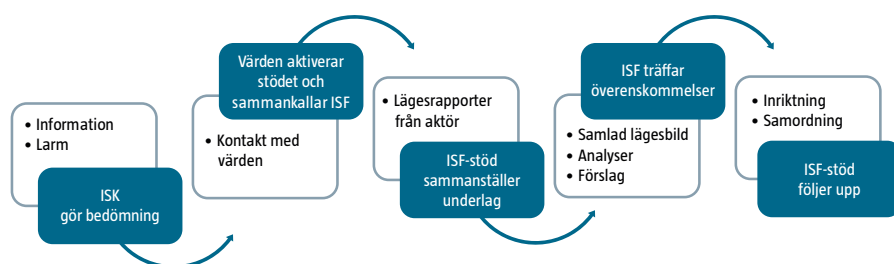 • Information
• Larm
ISK
gör bedömning
Värden aktiverar
stödet och
sammankallar ISF
• Kontakt med
värden
• Lägesrapporter
från aktör
ISF-stöd
sammanställer
underlag
ISF träffar
överenskommelser
• Samlad lägesbild
• Analyser
• Förslag
• Inriktning
• Samordning
ISF-stöd
följer upp